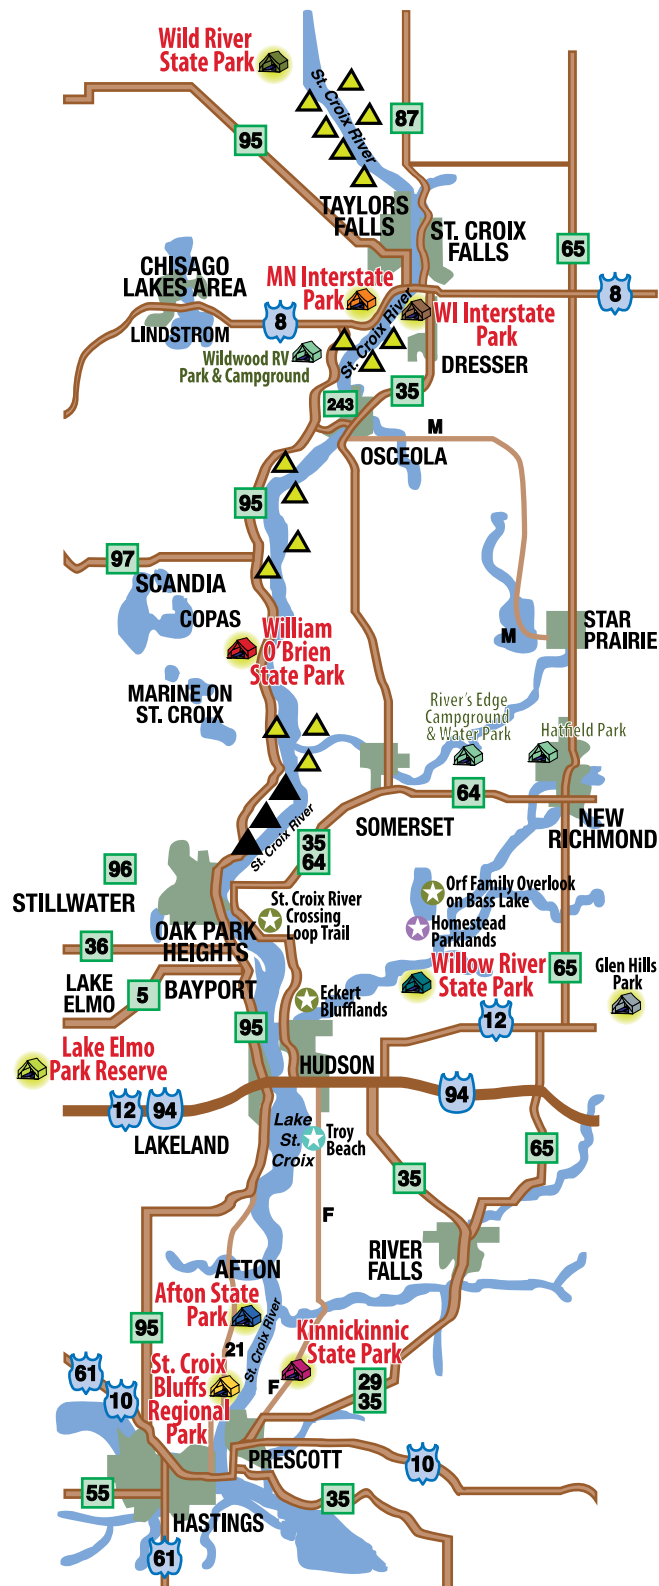 Wild River
State Park
St. Croix River
87
95
TAYLORS
FALLS
ST. CROIX
FALLS
65
CHISAGO
LAKES AREA
MN Interstate
Park
8
8
WI Interstate
Park
LINDSTROM
St. Croix River
Wildwood RV
Park & Campground
DRESSER
35
243
M
OSCEOLA
95
97
SCANDIA
COPAS
STAR
PRAIRIE
M
William
O'Brien
State Park
MARINE ON
ST. CROIX
River's Edge
Campground
& Water Park
Hatfield Park
64
SOMERSET
NEW
RICHMOND
St. Croix River
35
64
96
STILLWATER
Orf Family Overlook
on Bass Lake
St. Croix River
Crossing
Loop Trail
Homestead
Parklands
OAK PARK
HEIGHTS
36
Willow River
State Park
65
Glen Hills
Park
LAKE
ELMO
5
BAYPORT
Eckert
Blufflands
12
95
Lake Elmo
Park Reserve
HUDSON
94
12
94
LAKELAND
Lake
St.
Croix
Troy
Beach
65
35
F
RIVER
FALLS
AFTON
Afton State
Park
St. Croix River
95
21
Kinnickinnic
State Park
St. Croix
Bluffs
Regional
Park
F
61
10
29
35
PRESCOTT
10
55
35
HASTINGS
61